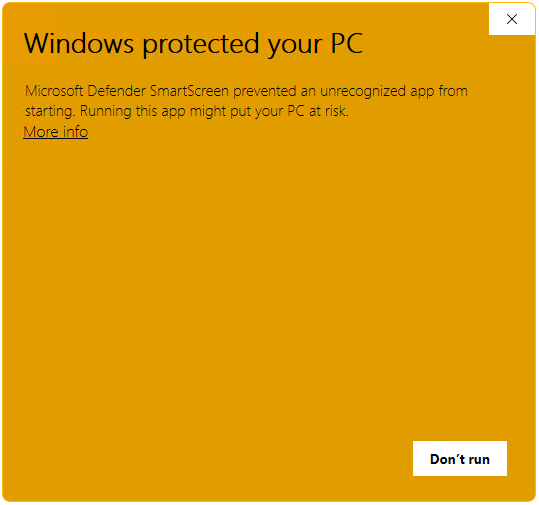 Windows protected your PC
Microsoft Defender SmartScreen prevented an unrecognized app from
starting. Running this app might put your PC at risk.
More info
Don’t run